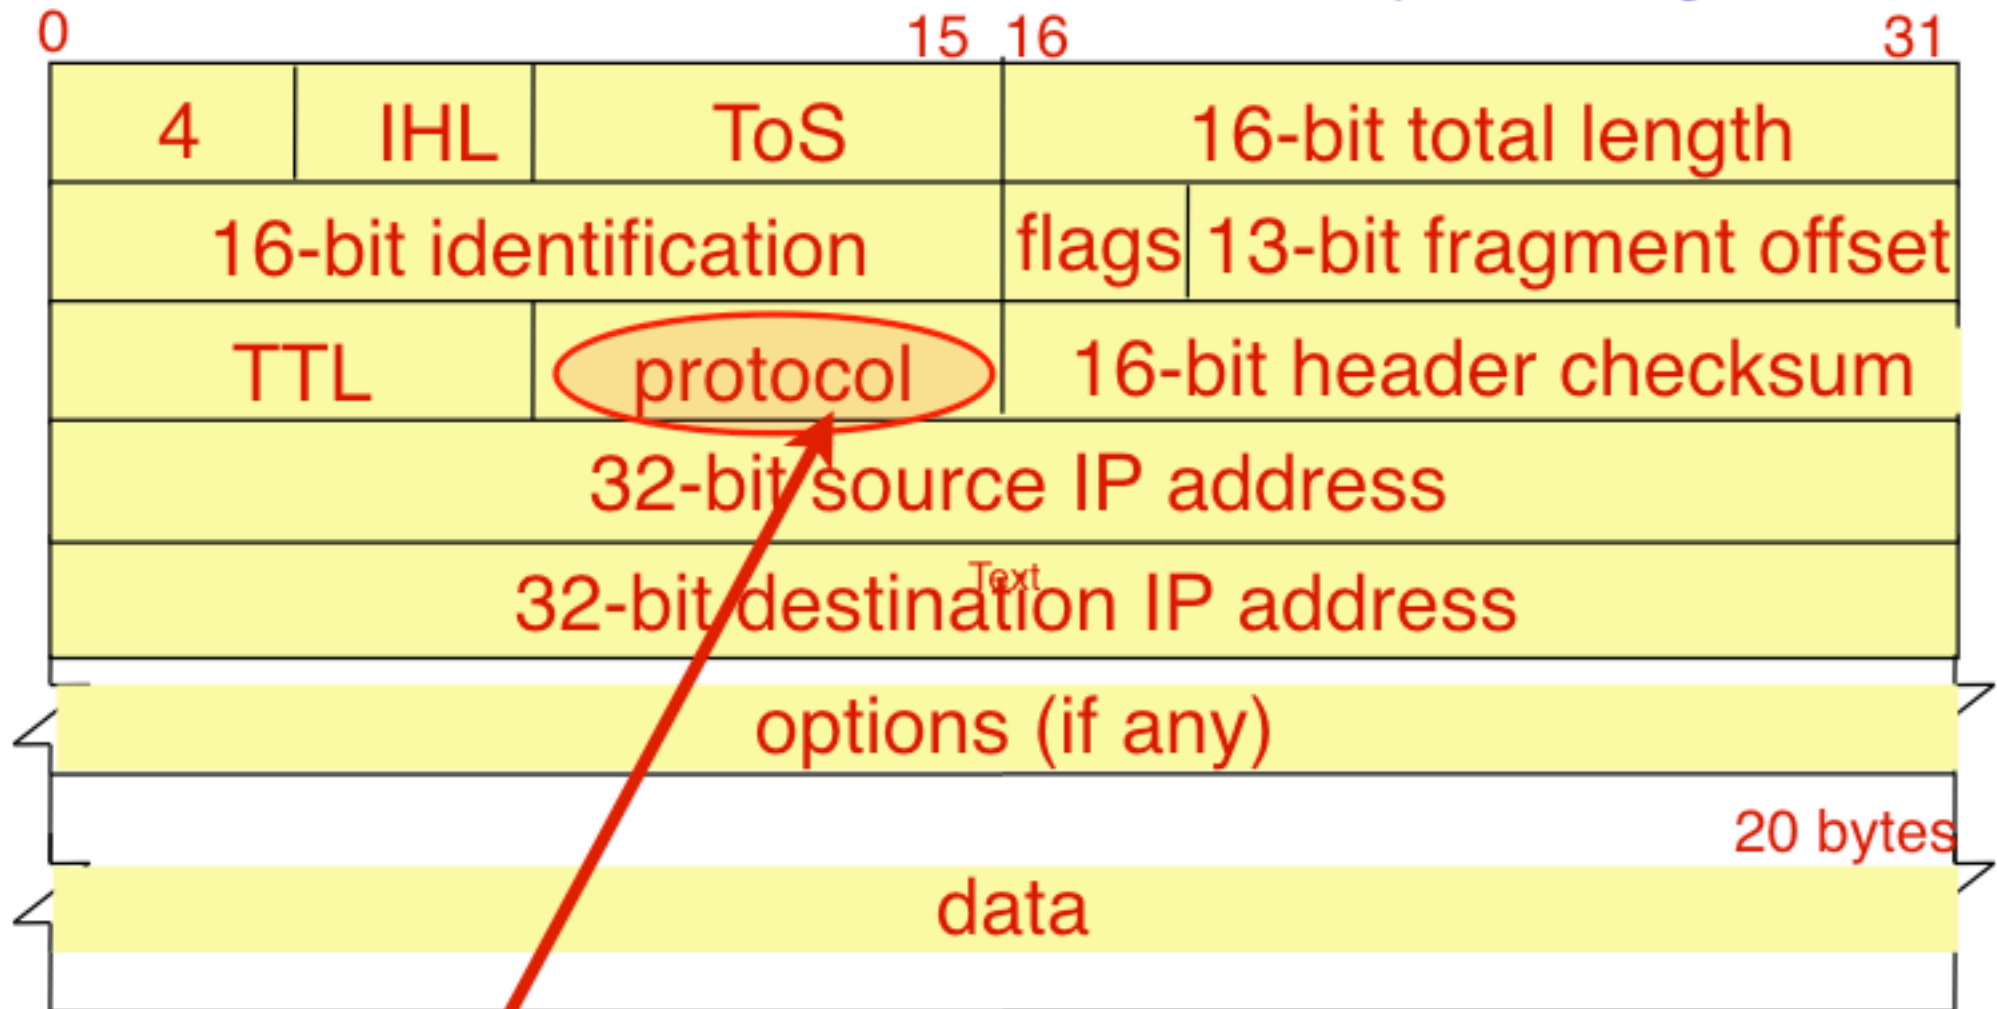 0 15 16 31
4 IHL ToS 16-bit total length
16-bit identification flags 13-bit fragment offset
TTL protocol 16-bit header checksum
32-bit source IP address
Text
32-bit destination IP address
options (if any)
20 bytes
data